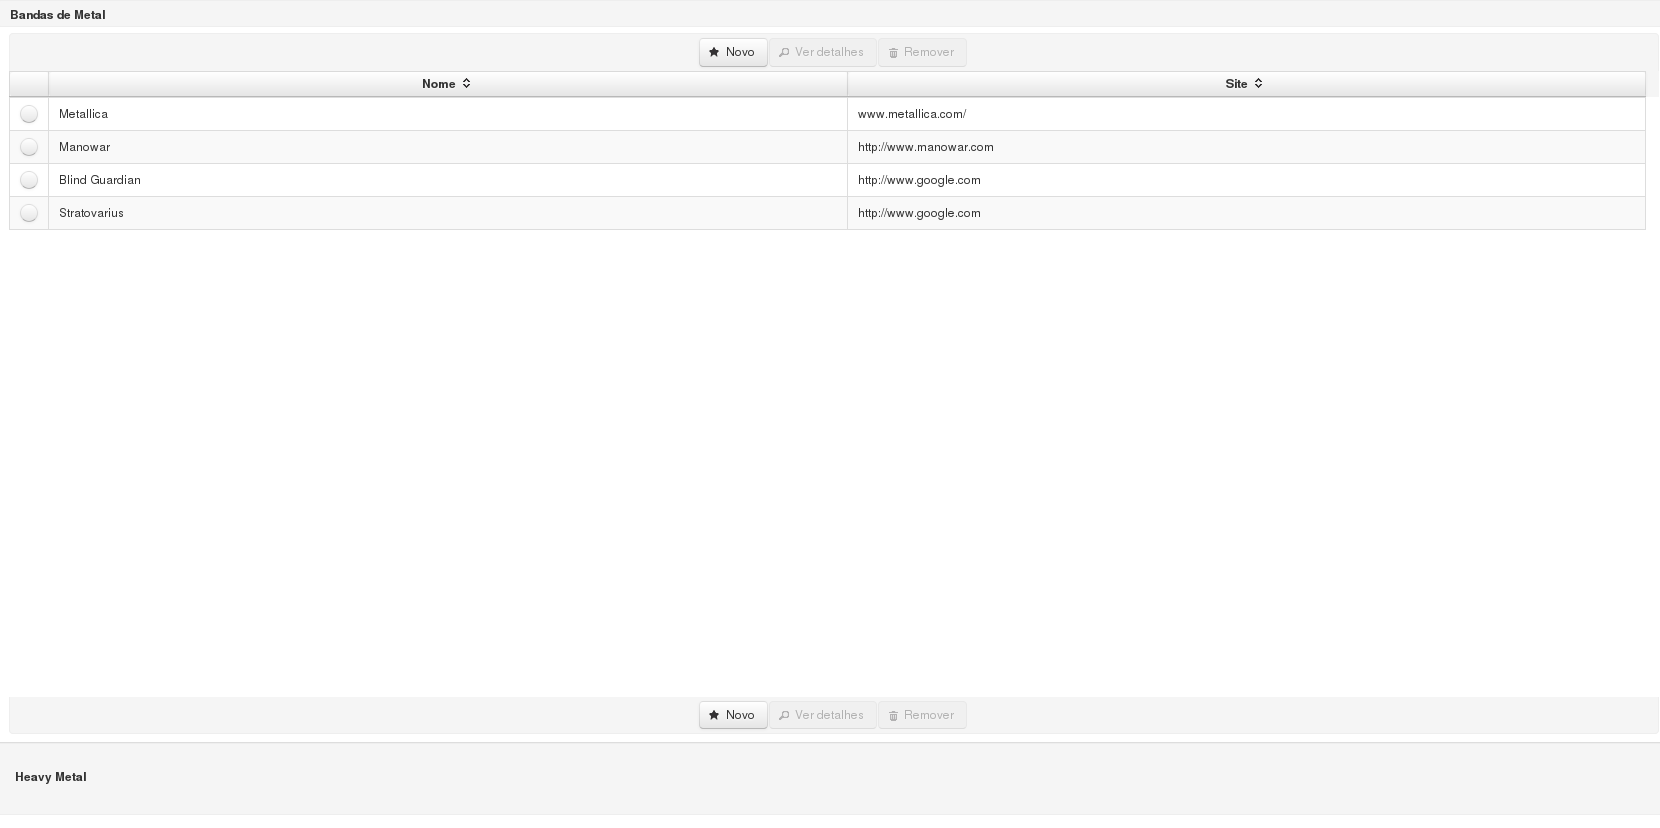 Bandas de Metal
Novo Ver detalhes Remover
Nome Site
Metallica www.metallica.com/
Manowar http://www.manowar.com
Blind Guardian http://www.google.com
Stratovarius http://www.google.com
Novo Ver detalhes Remover
Heavy Metal